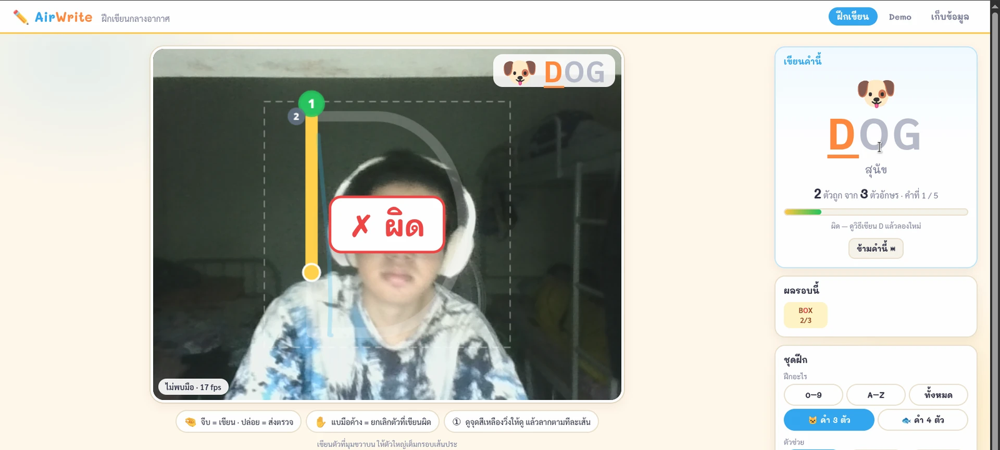 AirWrite ฝึกเขียนกลางอากาศ
ฝึกเขียน Demo เก็บข้อมูล
DOG
1
2
✗ ผิด
ไม่พบมือ · 17 fps
จีบ = เขียน · ปล่อย = ส่งตรวจ
แบมือค้าง = ยกเลิกตัวที่เขียนผิด
① ดูจุดสีเหลืองวิ่งให้ดู แล้วลากตามทีละเส้น
เขียนตัวที่มุมขวาบน ให้ตัวใหญ่เต็มกรอบเส้นประ
เขียนคำนี้
DOG
สุนัข
2 ตัวถูก จาก 3 ตัวอักษร · คำที่ 1 / 5
ผิด — ดูวิธีเขียน D แล้วลองใหม่
ข้ามคำนี้ ⏭
ผลรอบนี้
BOX
2/3
ชุดฝึก
ฝึกอะไร
0–9 A–Z ทั้งหมด
คำ 3 ตัว คำ 4 ตัว
ตัวช่วย